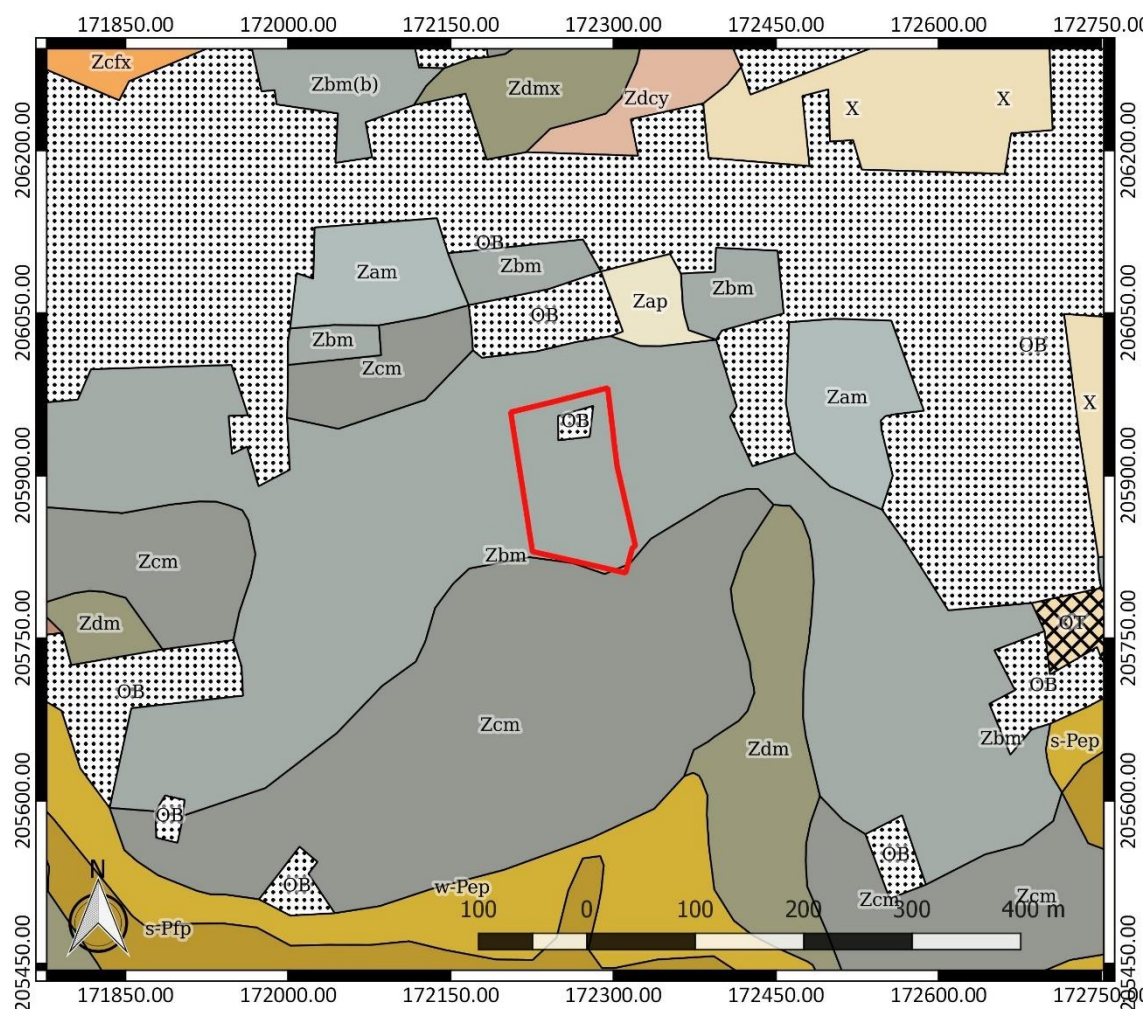 171850.00 172000.00 172150.00 172300.00 172450.00 172600.00 172750.00
Zcfx
Zbm(b)
Zdmx
Zdcy
X
X
206200.00
206200.00
OB
Zam
Zbm
Zbm
Zap
OB
206050.00
206050.00
Zbm
OB
Zcm
Zam
X
OB
205900.00
205900.00
Zbm
Zcm
Zdm
OT
205750.00
205750.00
OB
OB
Zcm
Zbm
s-Pep
Zdm
205600.00
205600.00
OB
OB
OB
w-Pep
Zcm
Zcm
N
100 0 100 200 300 400 m
s-Pfp
205450.00
205450.00
171850.00 172000.00 172150.00 172300.00 172450.00 172600.00 172750.00